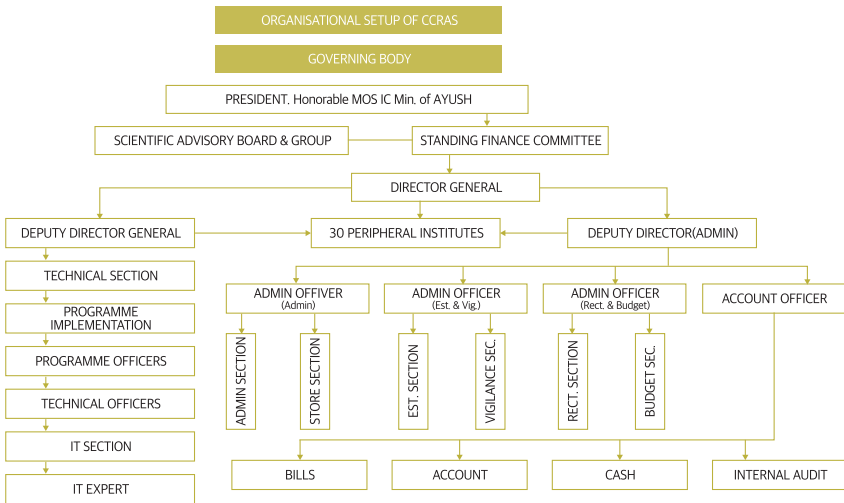 ORGANISATIONAL SETUP OF CCRAS
GOVERNING BODY
PRESIDENT, Honorable MOS IC Min. of AYUSH
SCIENTIFIC ADVISORY BOARD & GROUP
STANDING FINANCE COMMITTEE
DIRECTOR GENERAL
DEPUTY DIRECTOR GENERAL
30 PERIPHERAL INSTITUTES
DEPUTY DIRECTOR(ADMIN)
TECHNICAL SECTION
PROGRAMME
IMPLEMENTATION
PROGRAMME OFFICERS
TECHNICAL OFFICERS
IT SECTION
IT EXPERT
ADMIN OFFIVER
(Admin)
ADMIN OFFICER
(Est. & Vig.)
ADMIN OFFICER
(Rect. & Budget)
ACCOUNT OFFICER
ADMIN SECTION
STORE SECTION
EST. SECTION
VIGILANCE SEC.
RECT. SECTION
BUDGET SEC.
BILLS
ACCOUNT
CASH
INTERNAL AUDIT